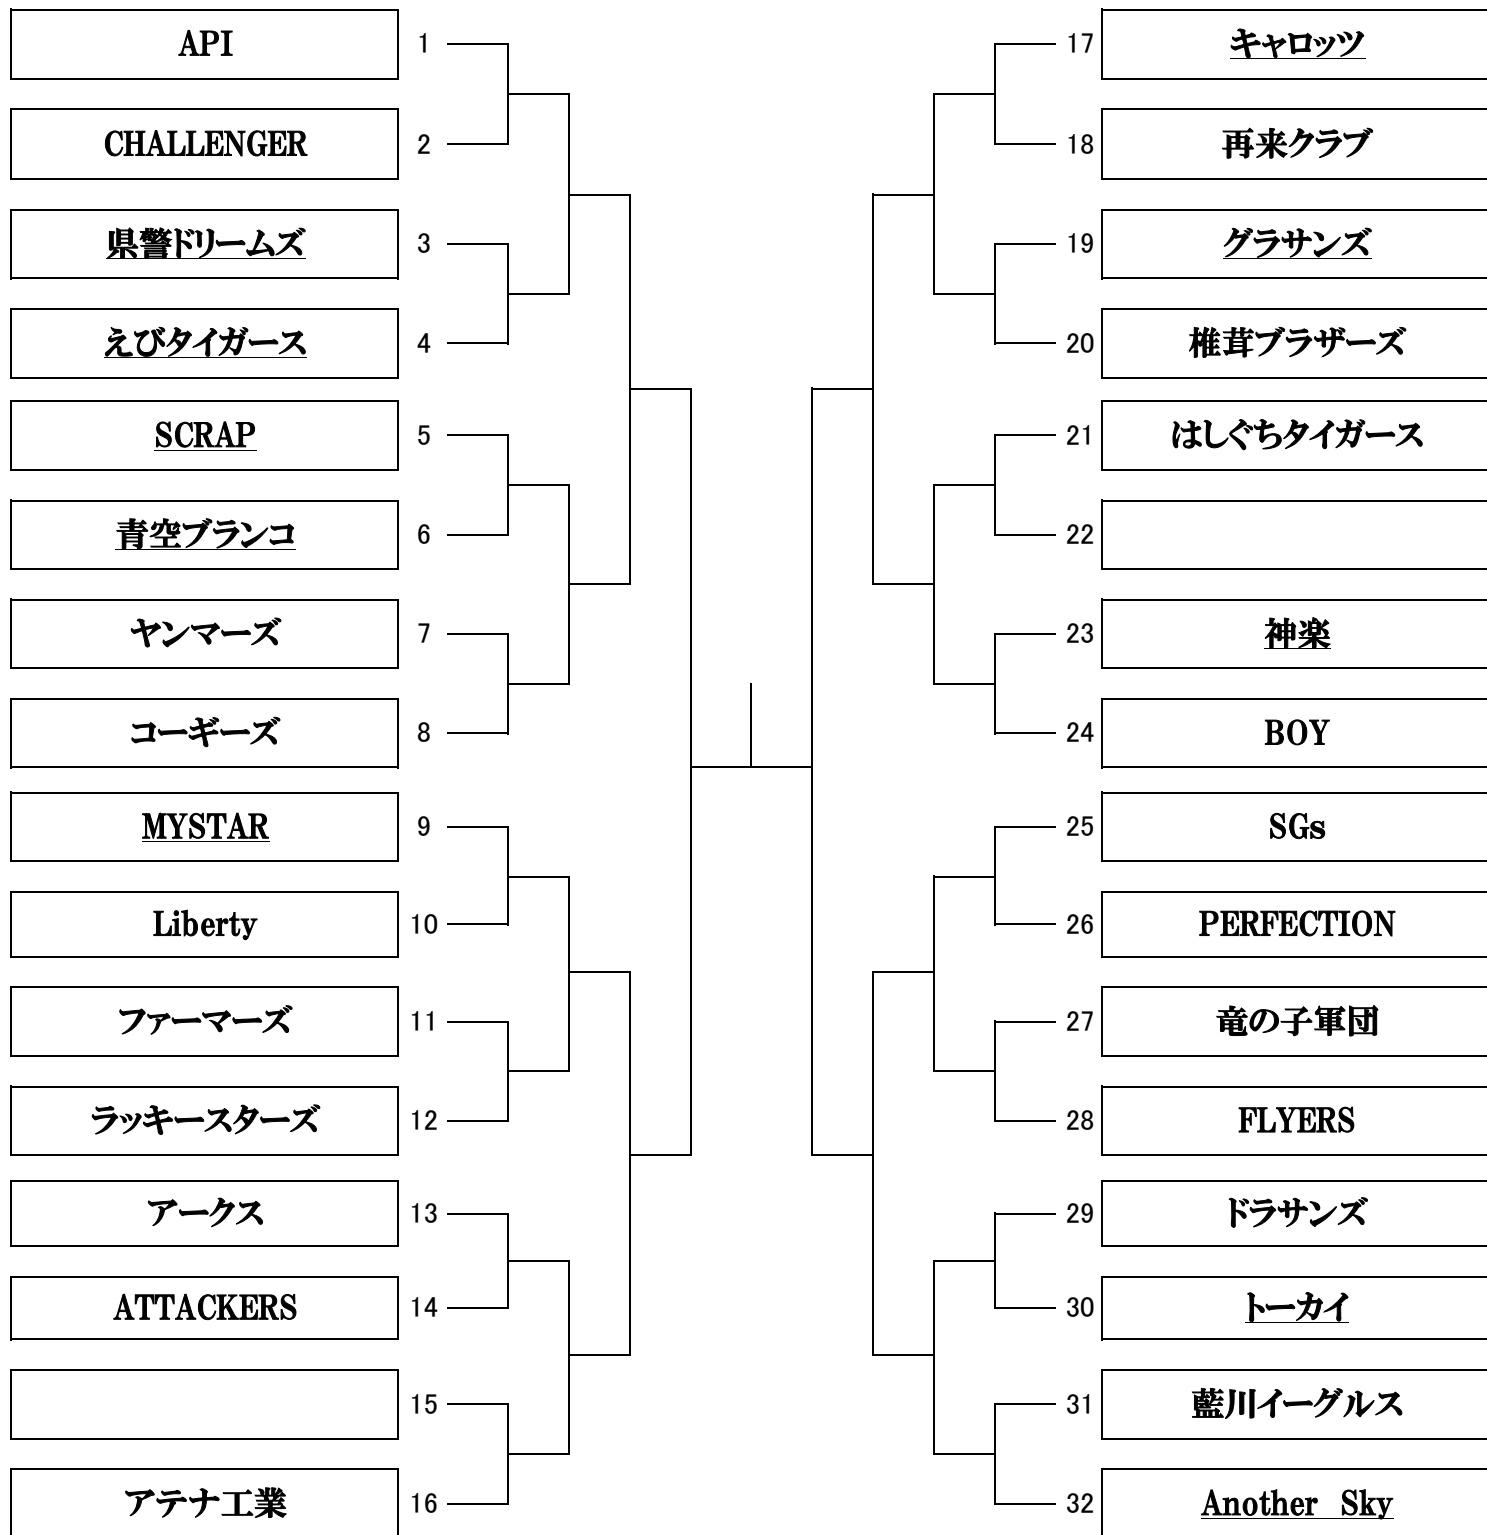 API 1
CHALLENGER 2
県警ドリームズ 3
えびタイガース 4
SCRAP 5
青空ブランコ 6
ヤンマーズ 7
コーギーズ 8
MYSTAR 9
Liberty 10
ファーマーズ 11
ラッキースターズ 12
アークス 13
ATTACKERS 14
15
アテナ工業 16
17 キャロッツ
18 再来クラブ
19 グラサンズ
20 椎茸ブラザーズ
21 はしぐちタイガース
22
23 神楽
24 BOY
25 SGs
26 PERFECTION
27 竜の子軍団
28 FLYERS
29 ドラサンズ
30 トーカイ
31 藍川イーグルス
32 Another Sky